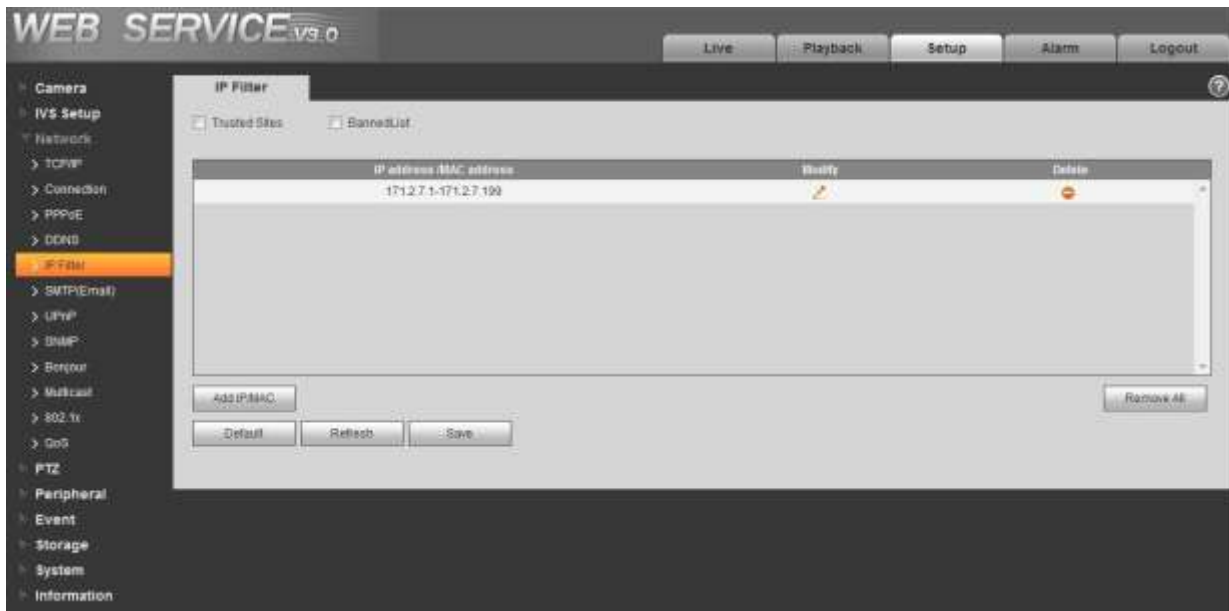 WEB SERVICE V3.0
Live Playback Setup Alarm Logout
Camera
IVS Setup
Network
TCP/IP
Connection
PPPoE
DDNS
IP Filter
SMTP(Email)
UPnP
SNMP
Bonjour
Multicast
802.1x
QoS
PTZ
Peripheral
Event
Storage
System
Information
IP Filter
Trusted Sites BannedList
IP address /MAC address Modify Delete
171.2.7.1-171.2.7.199
Add IP/MAC Remove All
Default Refresh Save